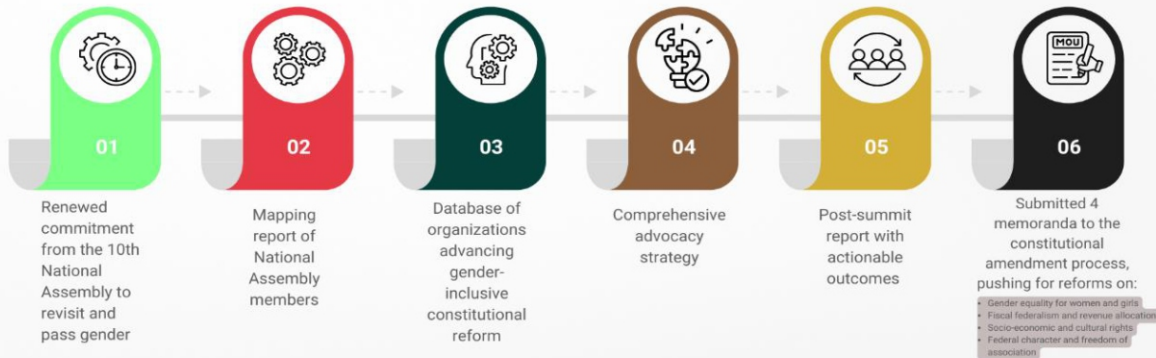 MOU
01
02
03
04
05
06
Renewed
commitment
from the 10th
National
Assembly to
revisit and
pass gender
Mapping
report of
National
Assembly
members
Database of
organizations
advancing
gender-
inclusive
constitutional
reform
Comprehensive
advocacy
strategy
Post-summit
report with
actionable
outcomes
Submitted 4
memoranda to the
constitutional
amendment process,
pushing for reforms on:
• Gender equality for women and girls
• Fiscal federalism and revenue allocation
• Socio-economic and cultural rights
• Federal character and freedom of
association